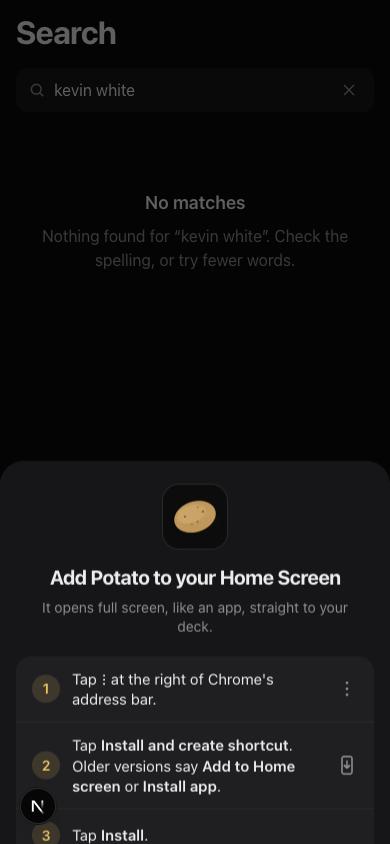 Search
kevin white
No matches
Nothing found for “kevin white”. Check the
spelling, or try fewer words.
Add Potato to your Home Screen
It opens full screen, like an app, straight to your
deck.
1
Tap ⋮ at the right of Chrome's
address bar.
2
Tap Install and create shortcut.
Older versions say Add to Home
screen or Install app.
N
3
Tap Install.